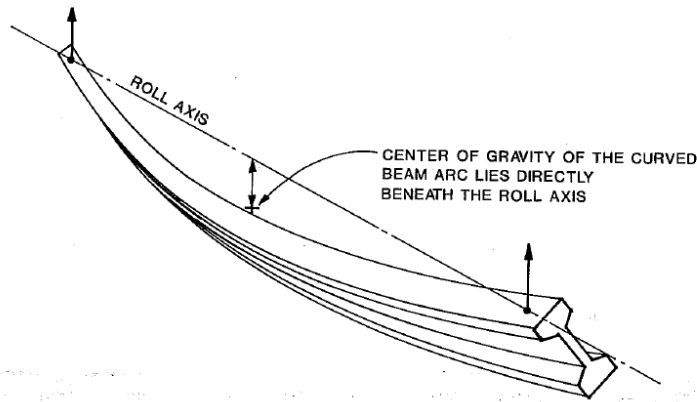 ROLL AXIS
CENTER OF GRAVITY OF THE CURVED
BEAM ARC LIES DIRECTLY
BENEATH THE ROLL AXIS